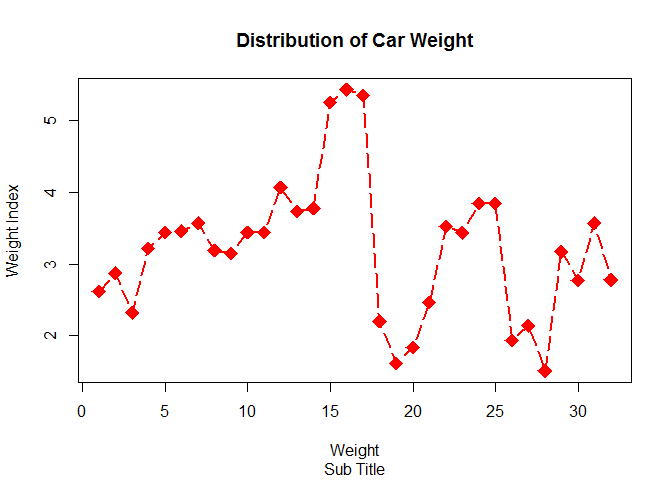 Distribution of Car Weight
Weight Index
5
4
3
2
0 5 10 15 20 25 30
Weight
Sub Title